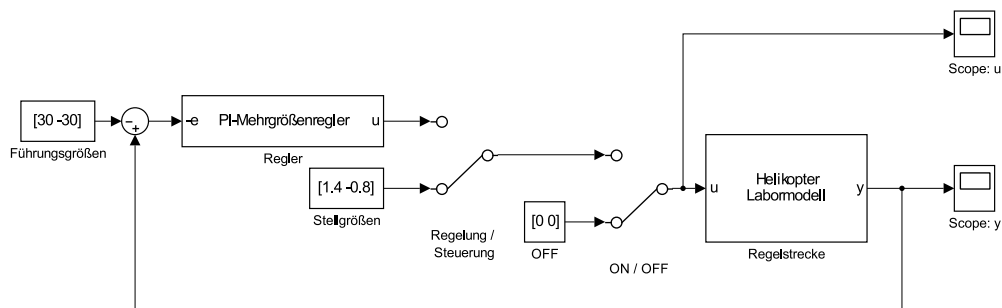 Scope: u
[30 -30]
Führungsgrößen
-
+
-e PI-Mehrgrößenregler u
Regler
[1.4 -0.8]
Stellgrößen
Regelung /
Steuerung
[0 0]
OFF
ON / OFF
u Helikopter y
Labormodell
Regelstrecke
Scope: y